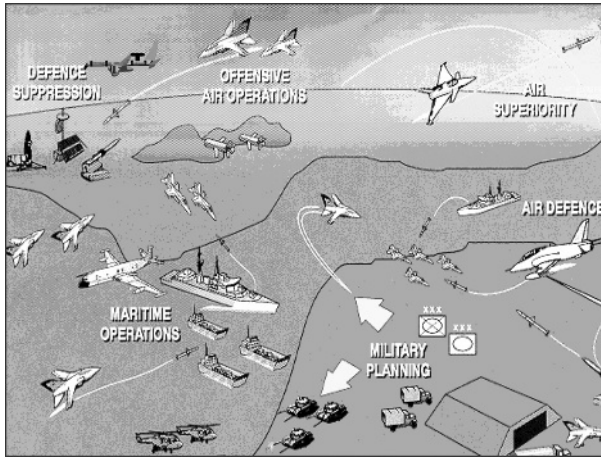 DEFENCE
SUPPRESSION
OFFENSIVE
AIR OPERATIONS
AIR
SUPERIORITY
AIR DEFENCE
MARITIME
OPERATIONS
XXX
XXX
MILITARY
PLANNING